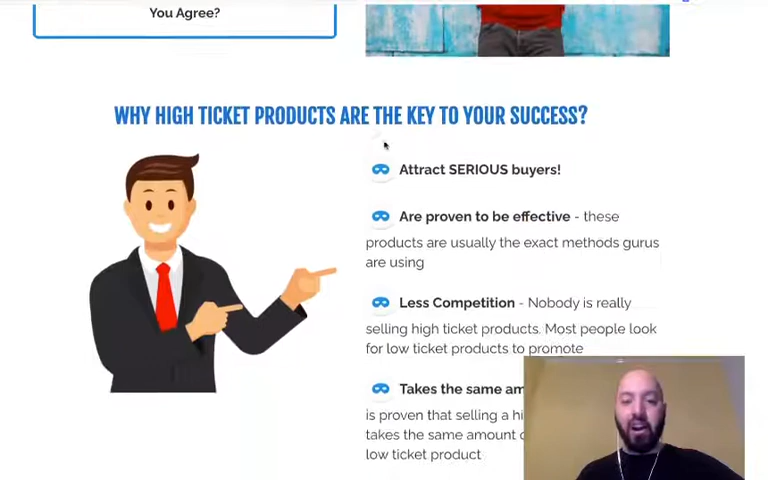 You Agree?
WHY HIGH TICKET PRODUCTS ARE THE KEY TO YOUR SUCCESS?
Attract SERIOUS buyers!
Are proven to be effective - these
products are usually the exact methods gurus
are using
Less Competition - Nobody is really
selling high ticket products. Most people look
for low ticket products to promote
Takes the same
is proven that selling a
takes the same amount
low ticket product